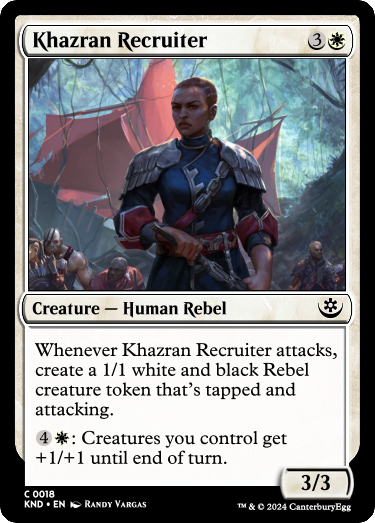 Khazran Recruiter 3
Creature — Human Rebel
Whenever Khazran Recruiter attacks,
create a 1/1 white and black Rebel
creature token that's tapped and
attacking.
4 : Creatures you control get
+1/+1 until end of turn.
3/3
C 0018
KND • EN Randy Vargas
™ & © 2024 CanterburyEgg